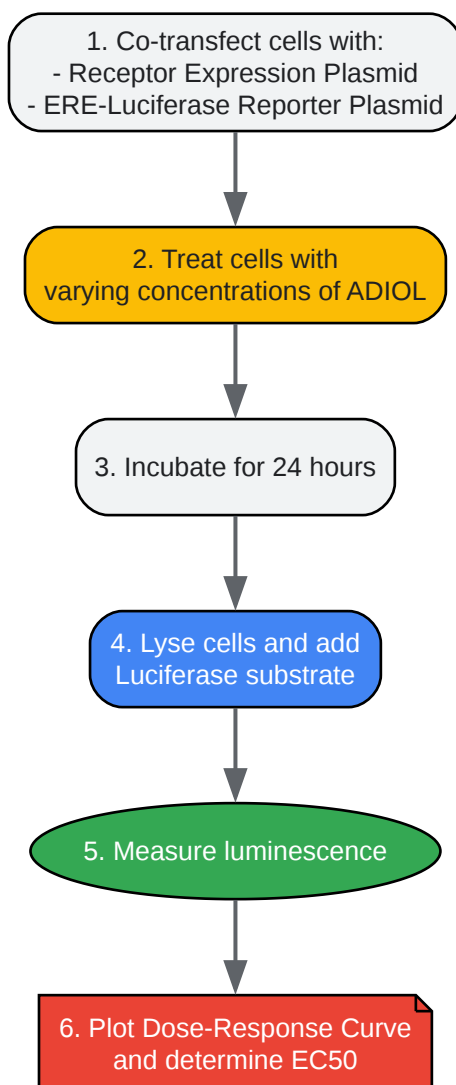 1. Co-transfect cells with:
- Receptor Expression Plasmid
- ERE-Luciferase Reporter Plasmid
2. Treat cells with
varying concentrations of ADIOL
3. Incubate for 24 hours
4. Lyse cells and add
Luciferase substrate
5. Measure luminescence
6. Plot Dose-Response Curve
and determine EC50